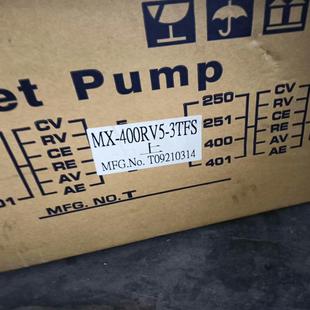 et Pump
CV
RV
CE
RE
AV
AE
MX-400RV5-3TFS
上
MFG.No. T09210314
250
251
400
401
CV
RV
CE
RE
AV
AE
01
MFG. NO. T